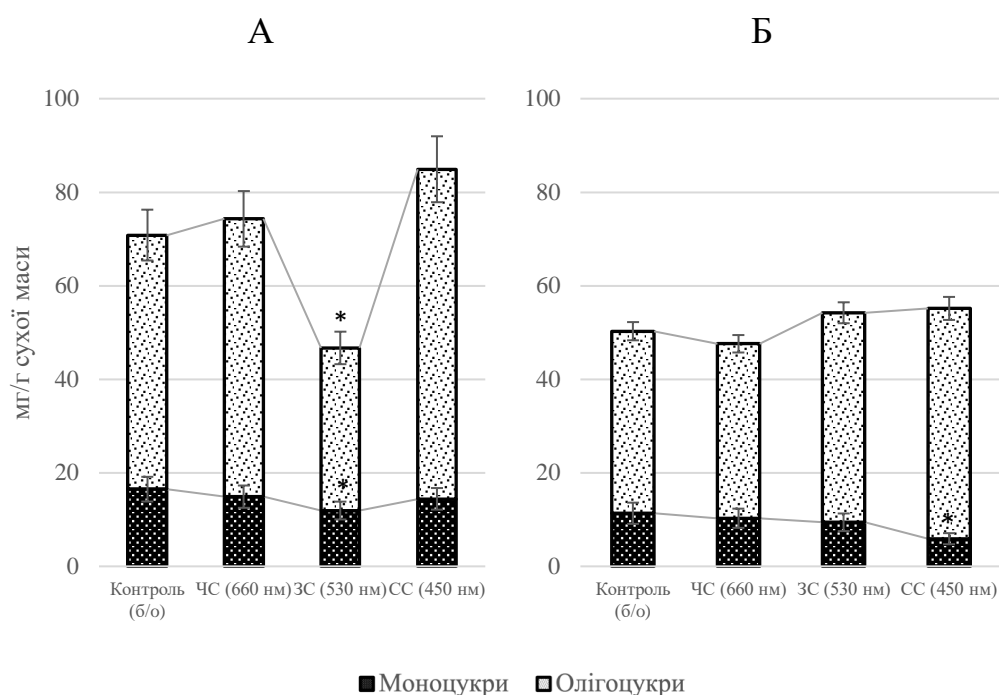 А
Б
мг/г сухої маси
100
80
60
40
20
0
*
*
Контроль
(б/о)
ЧС (660 нм)
ЗС (530 нм)
СС (450 нм)
100
80
60
40
20
0
*
Контроль
(б/о)
ЧС (660 нм)
ЗС (530 нм)
СС (450 нм)
Моноцукри
Олігоцукри